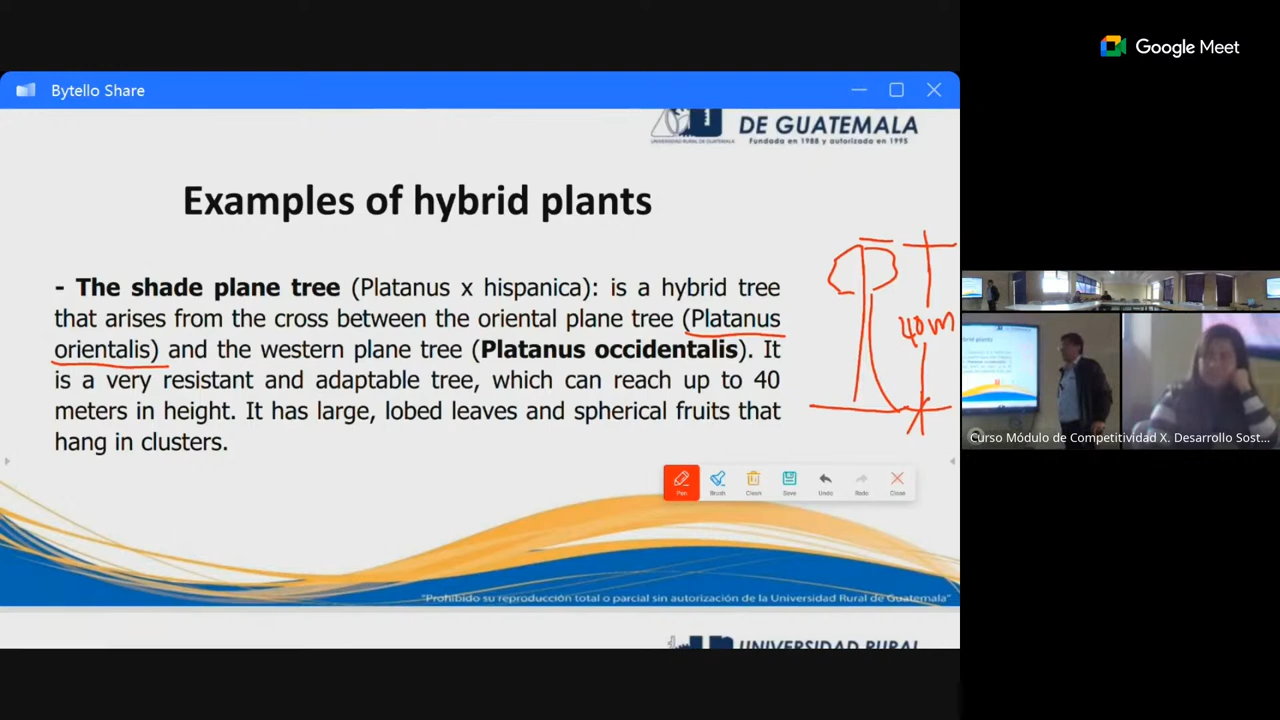 Google Meet
Bytello Share
DE GUATEMALA
UNIVERSIDAD RURAL DE GUATEMALA
Fundada en 1988 y autorizado en 1995
Examples of hybrid plants
- The shade plane tree (Platanus x hispanica): is a hybrid tree
that arises from the cross between the oriental plane tree (Platanus
orientalis) and the western plane tree (Platanus occidentalis). It
is a very resistant and adaptable tree, which can reach up to 40
meters in height. It has large, lobed leaves and spherical fruits that
hang in clusters.
40m
Pen Brush Clean Save Undo Redo Close
"Prohibido su reproducción total o parcial sin autorización de la Universidad Rural de Guatemala"
UNIVERSIDAD RURAL
Curso Módulo de Competitividad X. Desarrollo Sost...